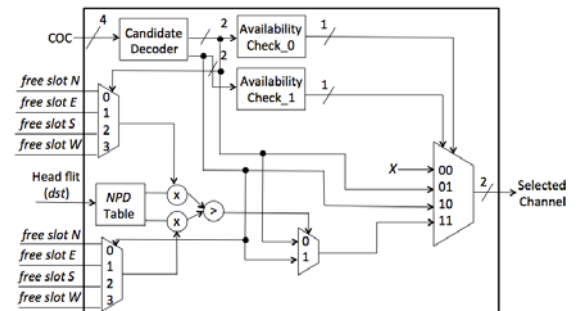 COC
4
Candidate
Decoder
2
2
Availability
Check_0
1
Availability
Check_1
1
free slot N
free slot E
free slot S
free slot W
0
1
2
3
Head flit
(dst)
NPD
Table
x
x
>
free slot N
free slot E
free slot S
free slot W
0
1
2
3
0
1
X
00
01
10
11
2
Selected
Channel